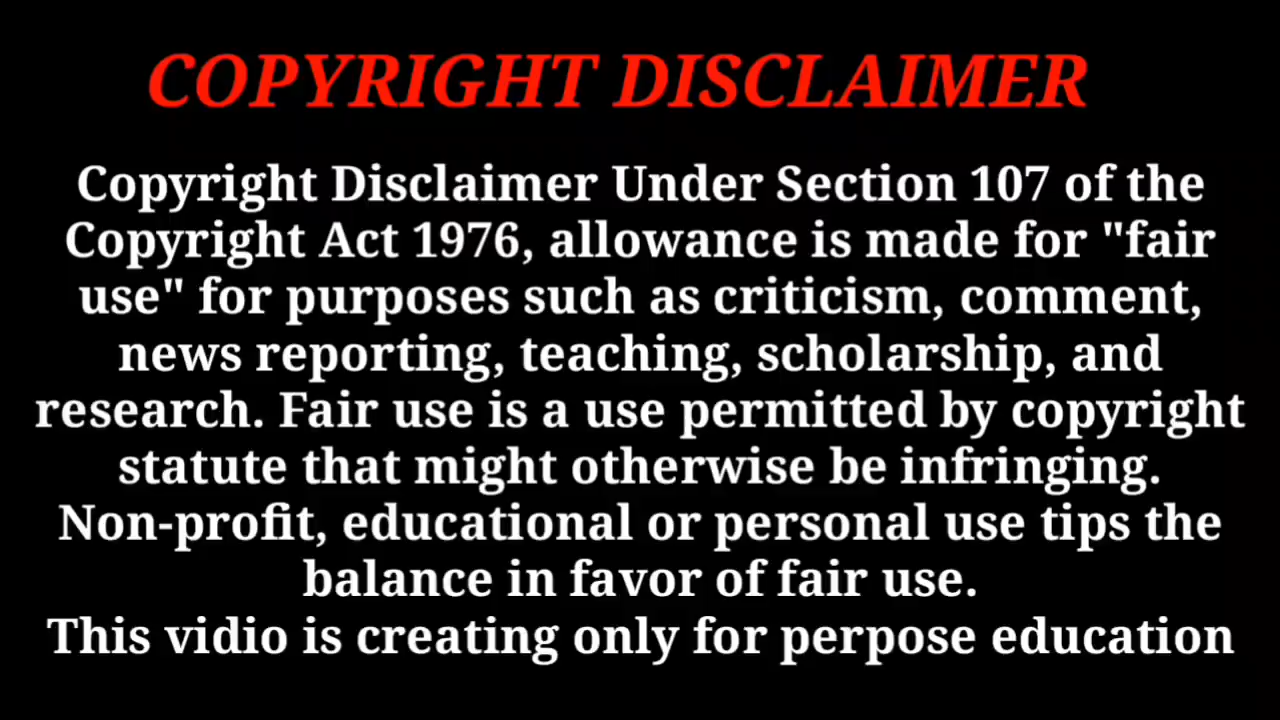 COPYRIGHT DISCLAIMER
Copyright Disclaimer Under Section 107 of the
Copyright Act 1976, allowance is made for "fair
use" for purposes such as criticism, comment,
news reporting, teaching, scholarship, and
research. Fair use is a use permitted by copyright
statute that might otherwise be infringing.
Non-profit, educational or personal use tips the
balance in favor of fair use.
This vidio is creating only for perpose education